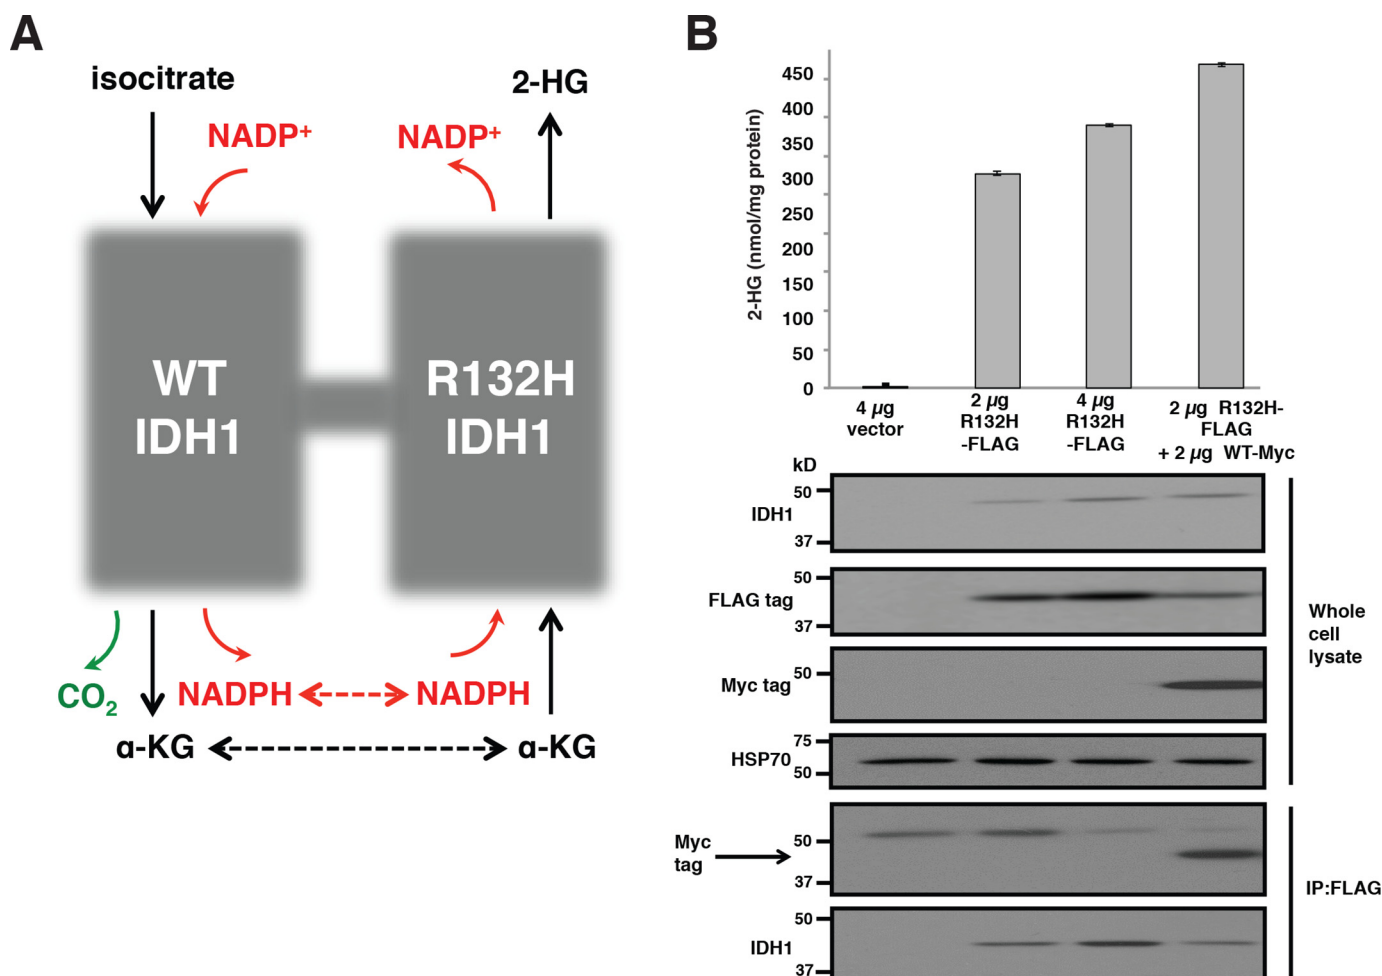 A
isocitrate
2-HG
NADP+
NADP+
WT
IDH1
R132H
IDH1
CO2
NADPH
NADPH
α-KG
α-KG
B
2-HG (nmol/mg protein)
450
400
350
300
250
200
150
100
50
0
4 µg
vector
2 µg
R132H
-FLAG
4 µg
R132H
-FLAG
2 µg R132H-
FLAG
+ 2 µg WT-Myc
kD
50
IDH1
37
50
FLAG tag
37
50
Myc tag
75
HSP70
50
Whole
cell
lysate
50
Myc
tag
37
50
IDH1
37
IP:FLAG